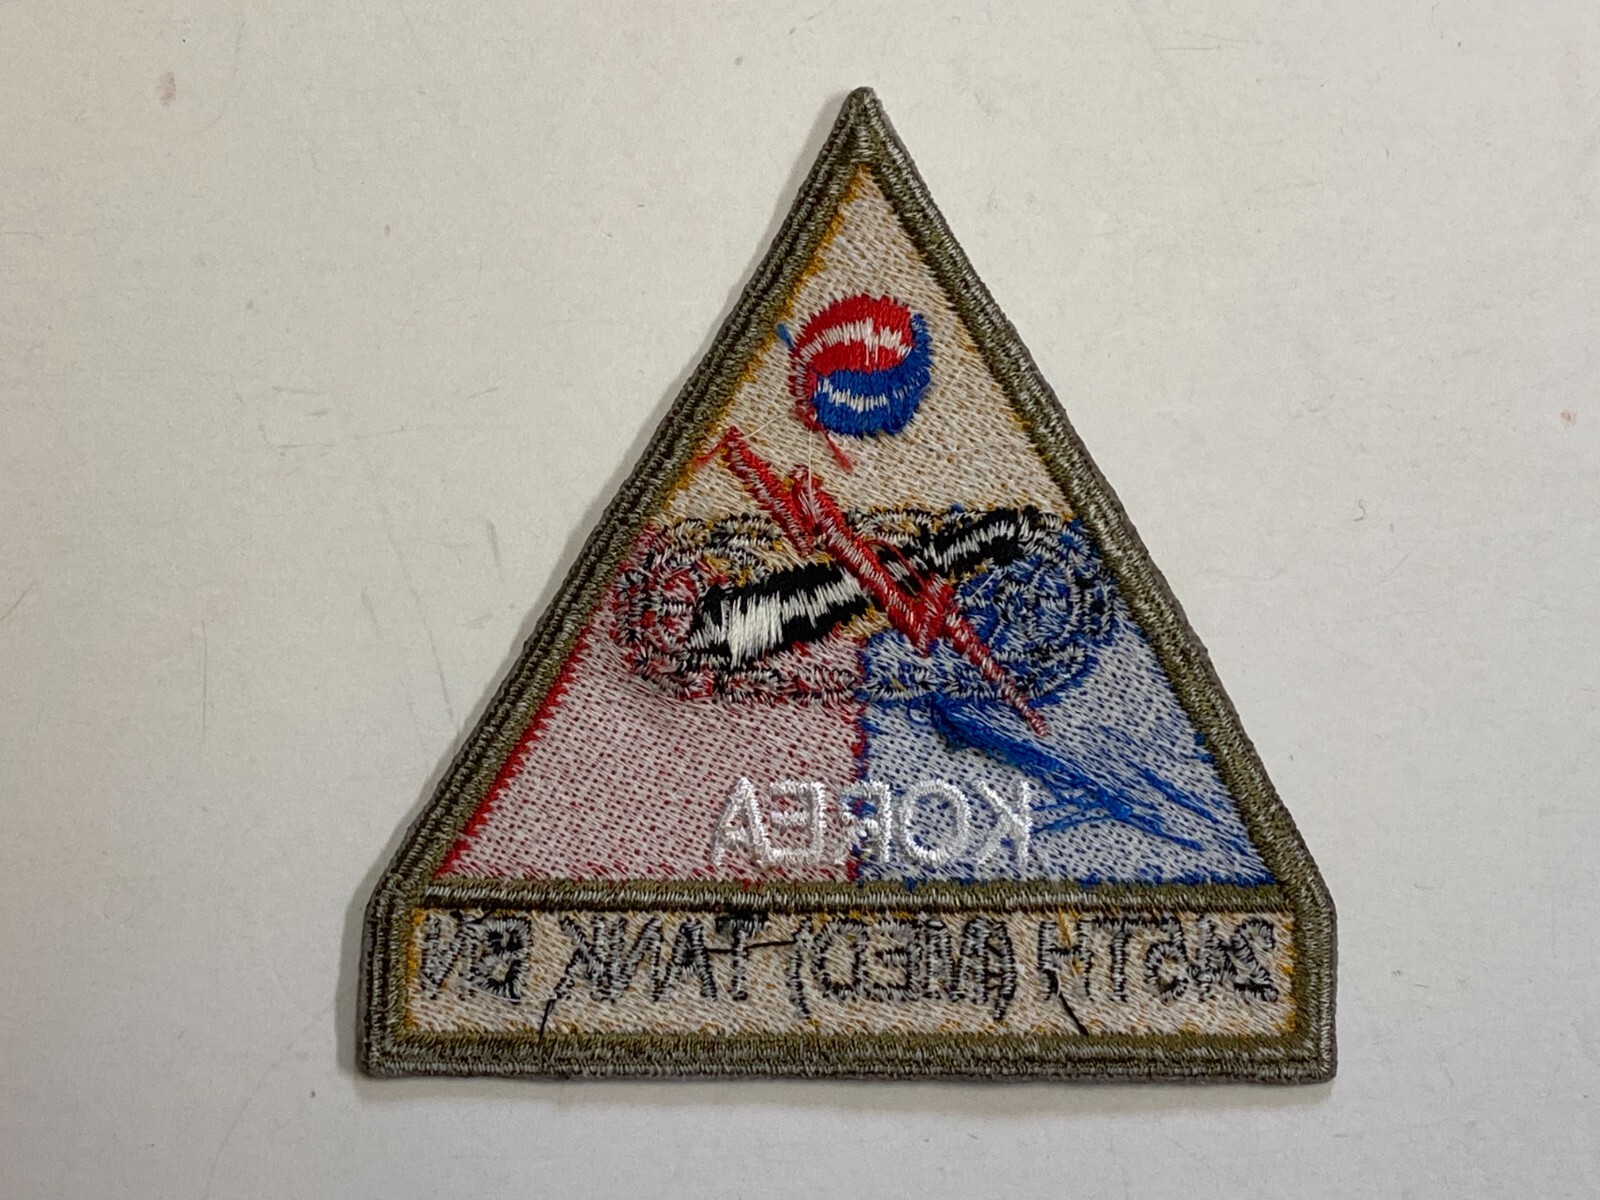 KOREA
245TH (MED) TANK BN